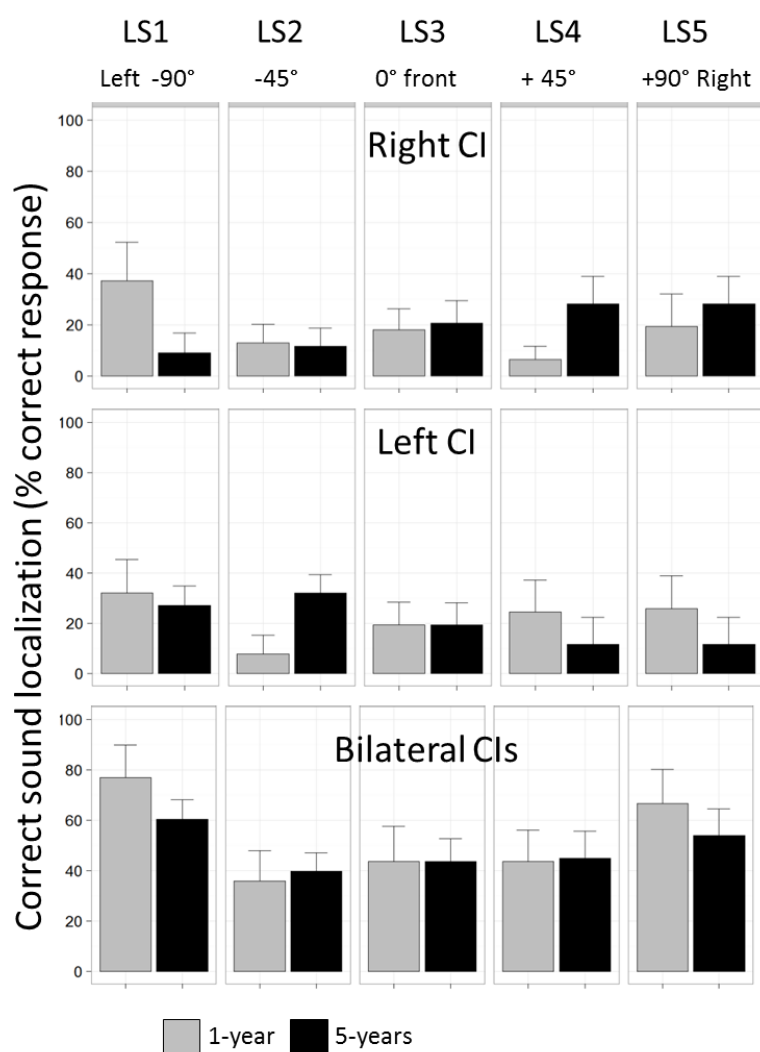 LS1 LS2 LS3 LS4 LS5
Left -90° -45° 0° front + 45° +90° Right
Correct sound localization (% correct response)
Right CI
100
80
60
40
20
0
Left CI
100
80
60
40
20
0
Bilateral CIs
100
80
60
40
20
0
1-year 5-years